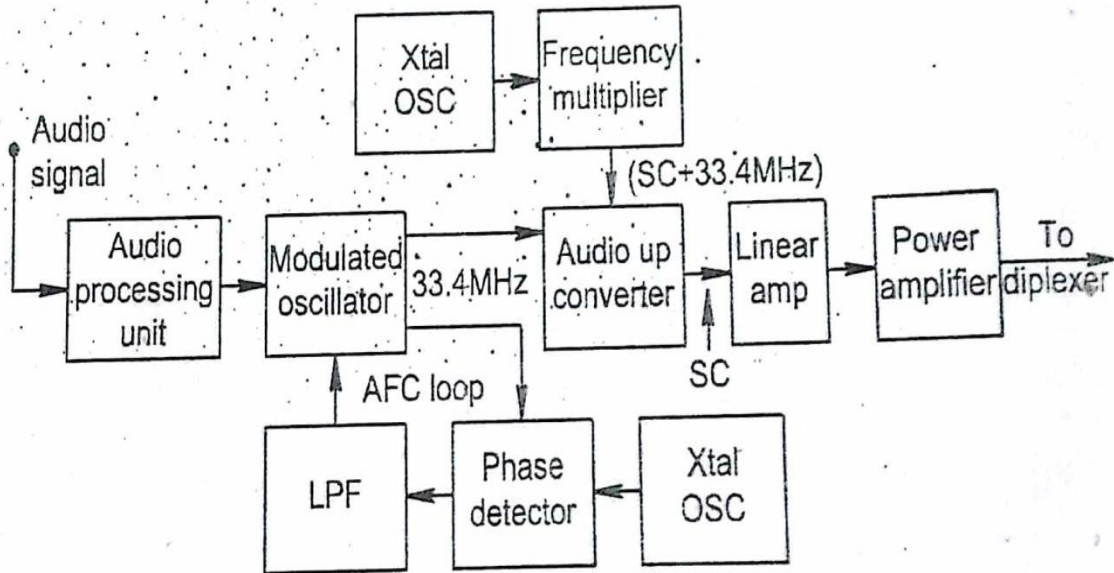 Xtal
OSC
Frequency
multiplier
Audio
signal
(SC+33.4MHz)
Audio
processing
unit
Modulated
oscillator
33.4MHz
Audio up
converter
Linear
amp
Power
amplifier
To
diplexer
SC
AFC loop
LPF
Phase
detector
Xtal
OSC